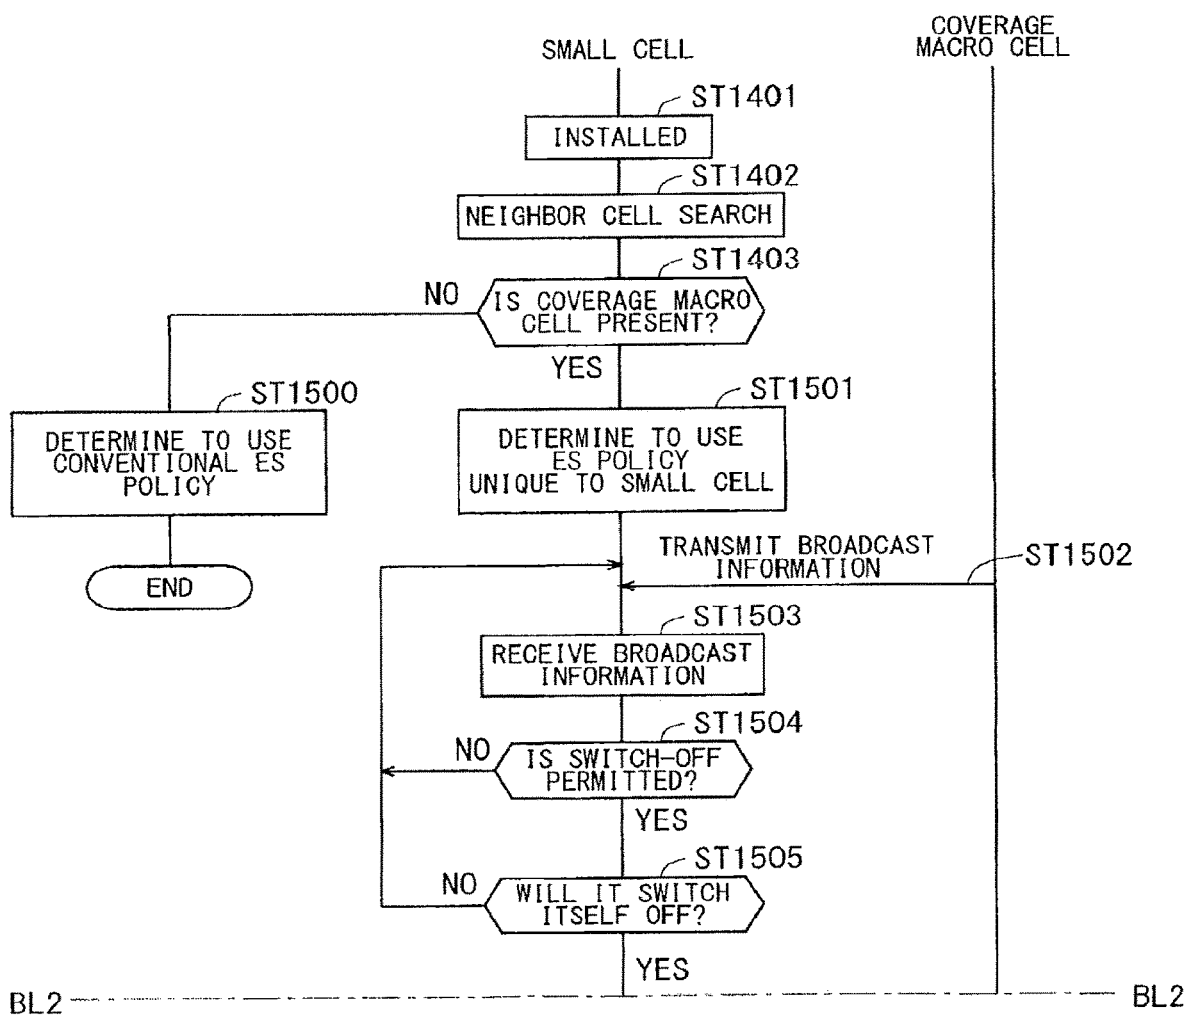 COVERAGE
MACRO CELL
SMALL CELL
ST1401
INSTALLED
ST1402
NEIGHBOR CELL SEARCH
ST1403
NO
IS COVERAGE MACRO
CELL PRESENT?
YES
ST1500
DETERMINE TO USE
CONVENTIONAL ES
POLICY
END
ST1501
DETERMINE TO USE
ES POLICY
UNIQUE TO SMALL CELL
TRANSMIT BROADCAST
INFORMATION
ST1502
ST1503
RECEIVE BROADCAST
INFORMATION
ST1504
NO
IS SWITCH-OFF
PERMITTED?
YES
ST1505
NO
WILL IT SWITCH
ITSELF OFF?
YES
BL2
BL2